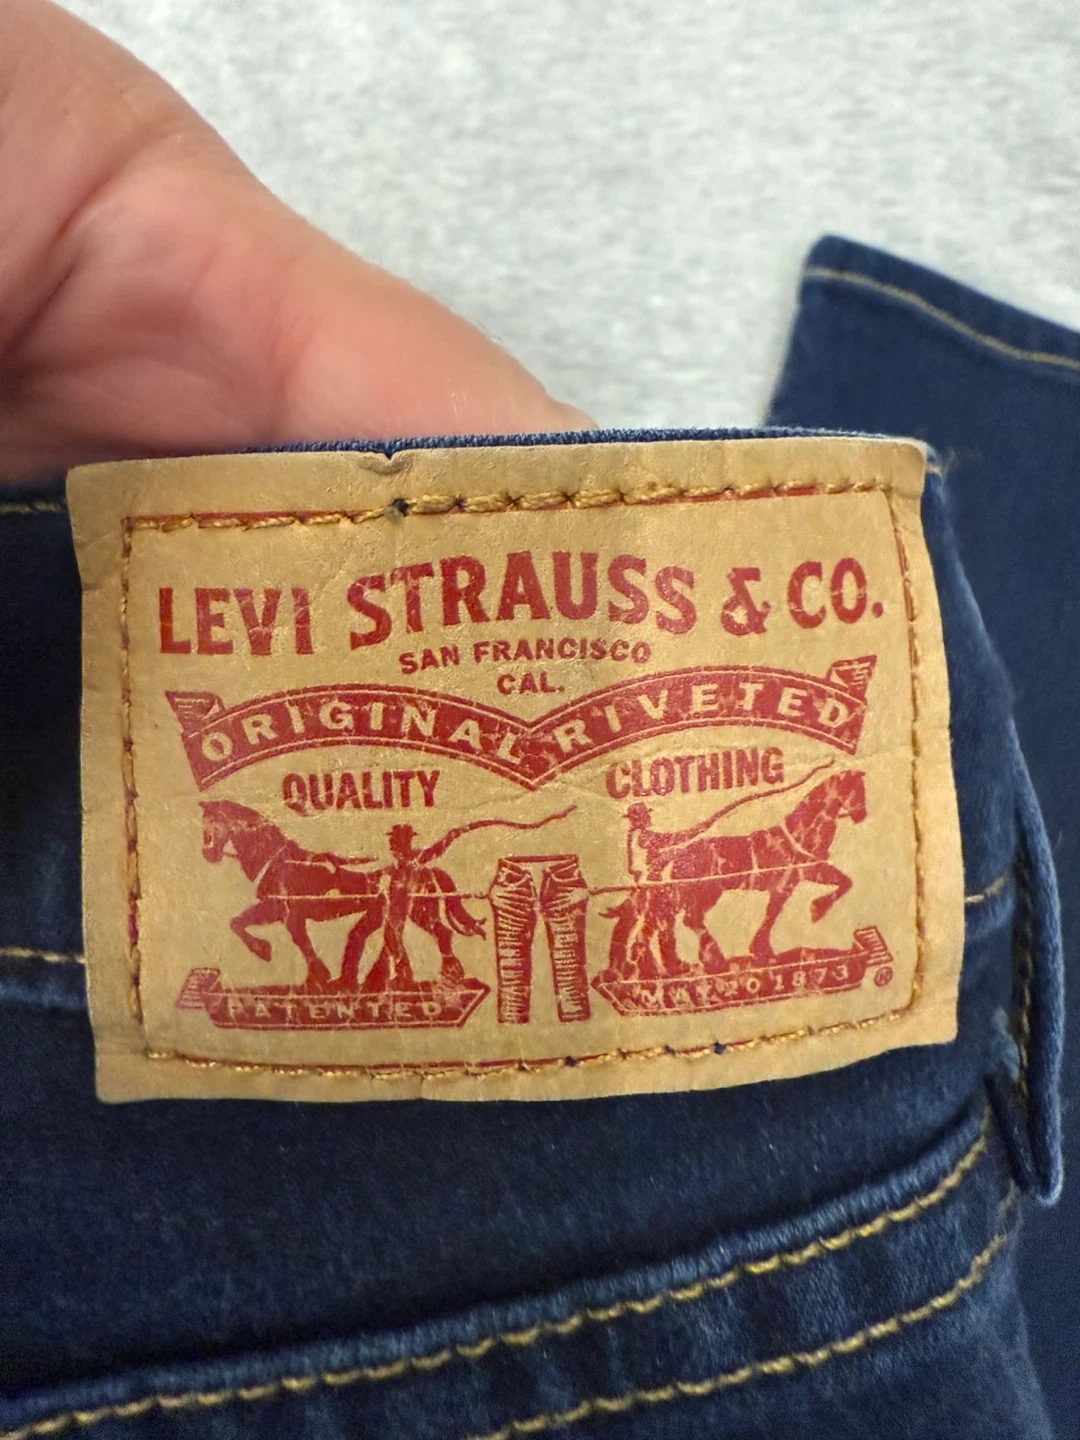 LEVI STRAUSS & CO.
SAN FRANCISCO
CAL.
ORIGINAL RIVETED
QUALITY CLOTHING
PATENTED MAY 20 1873 ®